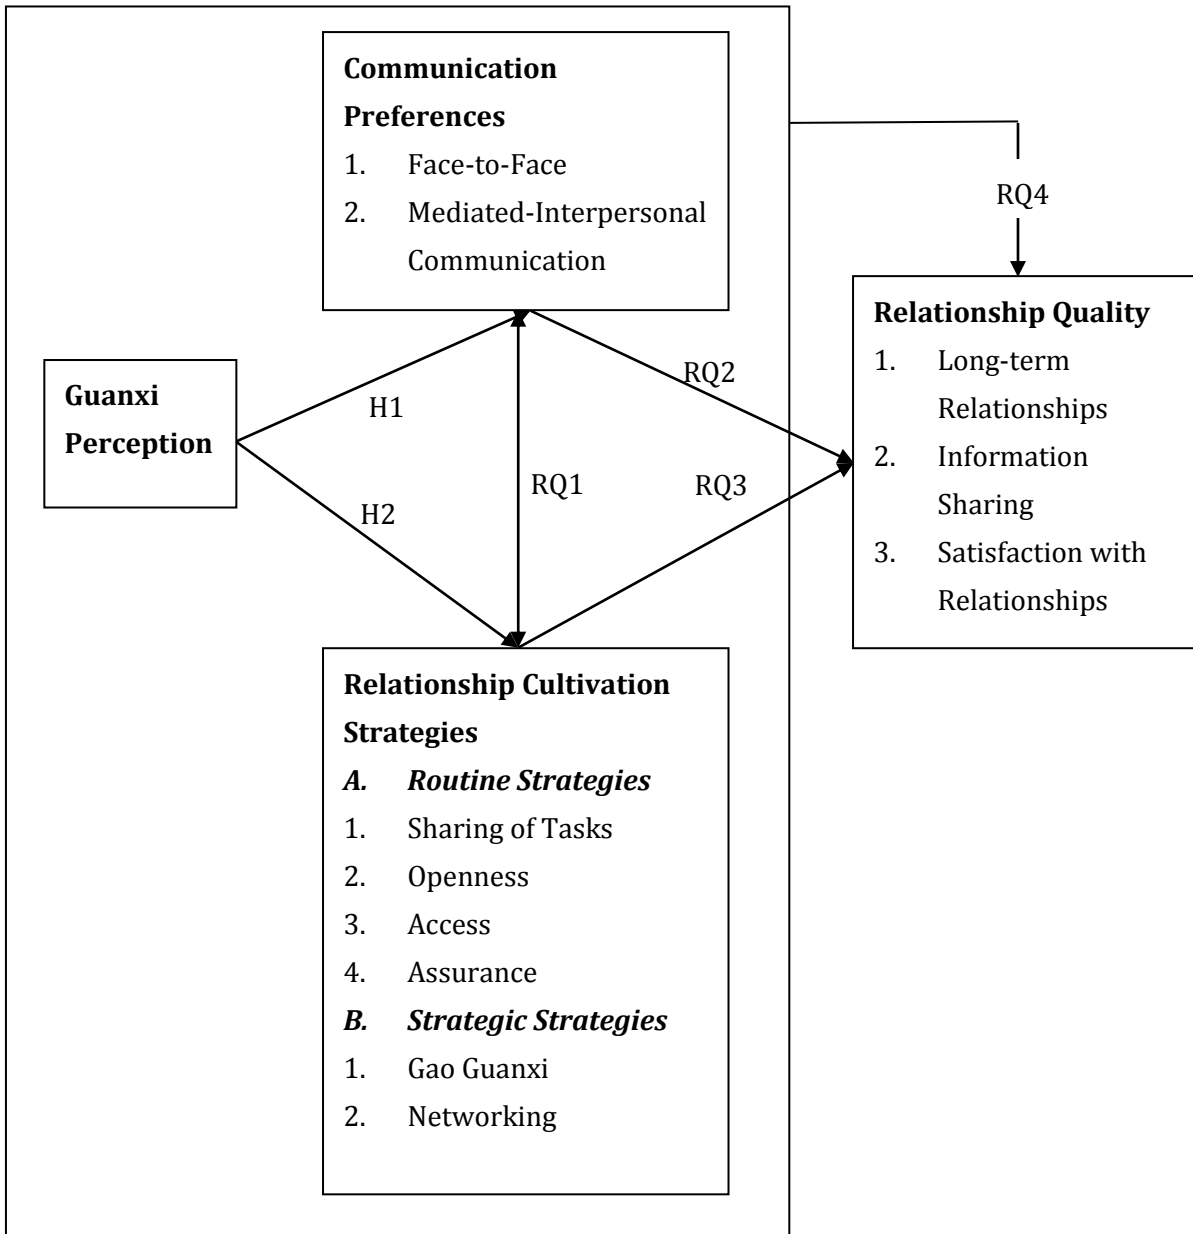 Communication
Preferences
1. Face-to-Face
2. Mediated-Interpersonal
Communication
RQ4
Relationship Quality
1. Long-term
Relationships
2. Information
Sharing
3. Satisfaction with
Relationships
Guanxi
Perception
H1
RQ2
H2
RQ1
RQ3
Relationship Cultivation
Strategies
A. Routine Strategies
1. Sharing of Tasks
2. Openness
3. Access
4. Assurance
B. Strategic Strategies
1. Gao Guanxi
2. Networking